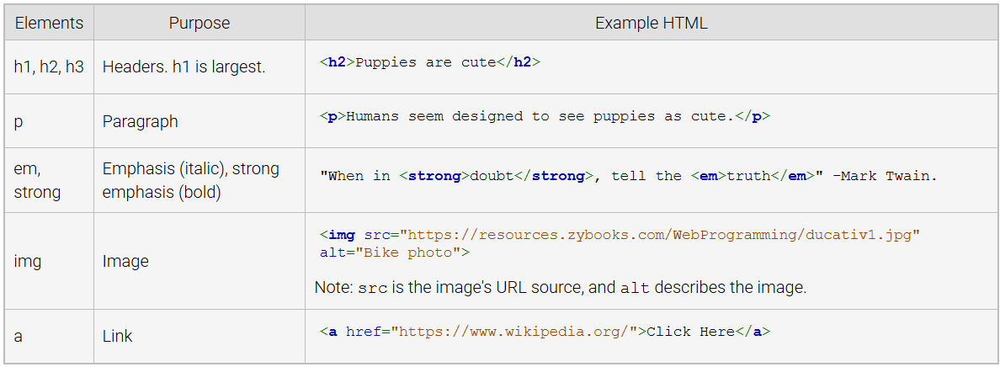 Elements Purpose Example HTML
h1, h2, h3 Headers. h1 is largest. <h2>Puppies are cute</h2>
p Paragraph <p>Humans seem designed to see puppies as cute.</p>
em,
strong
Emphasis (italic), strong
emphasis (bold)
"When in <strong>doubt</strong>, tell the <em>truth</em>" -Mark Twain.
img Image
<img src="https://resources.zybooks.com/WebProgramming/ducativ1.jpg"
alt="Bike photo">
Note: src is the image's URL source, and alt describes the image.
a Link <a href="https://www.wikipedia.org/">Click Here</a>